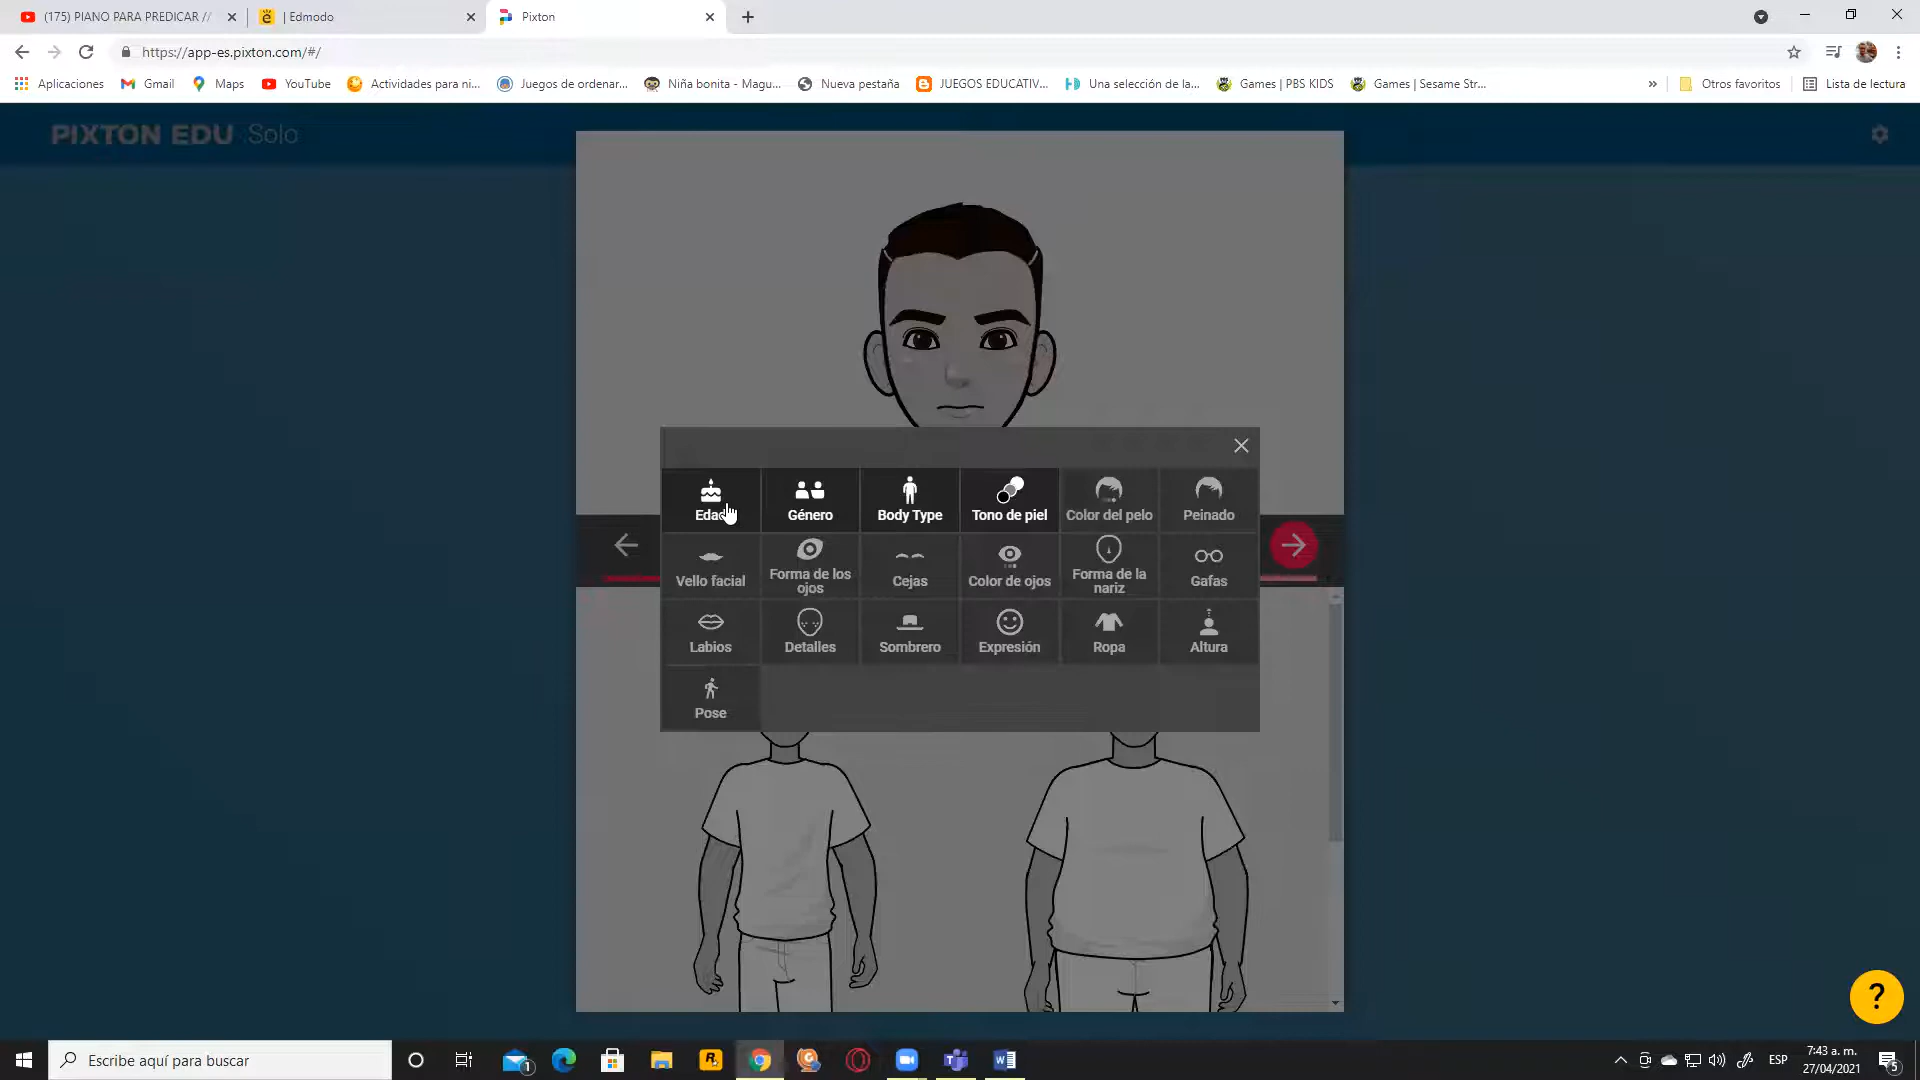 (175) PIANO PARA PREDICAR //
| Edmodo
Pixton
https://app-es.pixton.com/#/
Aplicaciones
Gmail
Maps
YouTube
Actividades para ni...
Juegos de ordenar...
Niña bonita - Magu...
Nueva pestaña
JUEGOS EDUCATIV...
Una selección de la...
Games | PBS KIDS
Games | Sesame Str...
»
Otros favoritos
Lista de lectura
PIXTON EDU Solo
Edad
Género
Body Type
Tono de piel
Color del pelo
Peinado
Vello facial
Forma de los
ojos
Cejas
Color de ojos
Forma de la
nariz
Gafas
Labios
Detalles
Sombrero
Expresión
Ropa
Altura
Pose
?
Escribe aquí para buscar
1
ESP
7:43 a. m.
27/04/2021
5